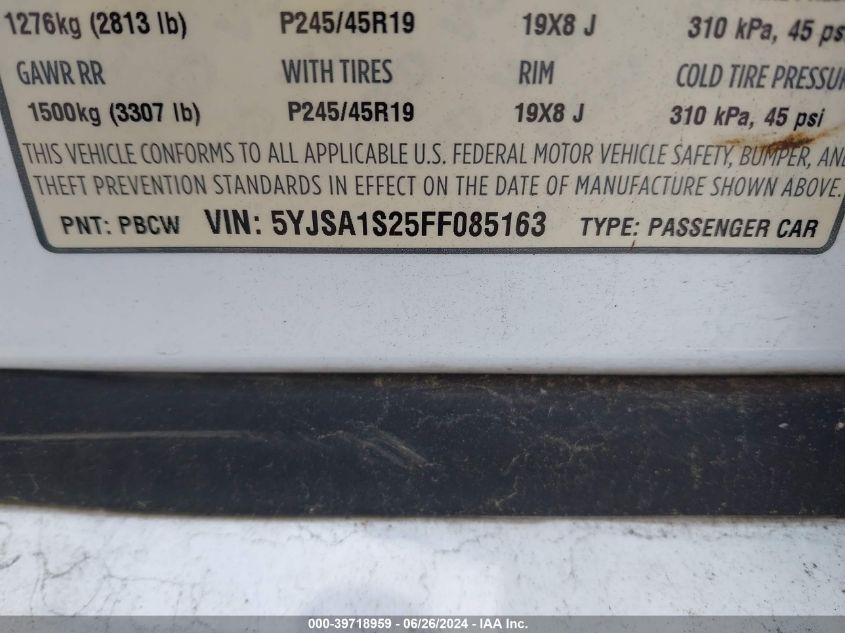 1276kg (2813 lb) P245/45R19 19X8 J 310 kPa, 45 psi
GAWR RR WITH TIRES RIM COLD TIRE PRESSUR
1500kg (3307 lb) P245/45R19 19X8 J 310 kPa, 45 psi
THIS VEHICLE CONFORMS TO ALL APPLICABLE U.S. FEDERAL MOTOR VEHICLE SAFETY, BUMPER, AND
THEFT PREVENTION STANDARDS IN EFFECT ON THE DATE OF MANUFACTURE SHOWN ABOVE.
PNT: PBCW VIN: 5YJSA1S25FF085163 TYPE: PASSENGER CAR
000-39718959 - 06/26/2024 - IAA Inc.